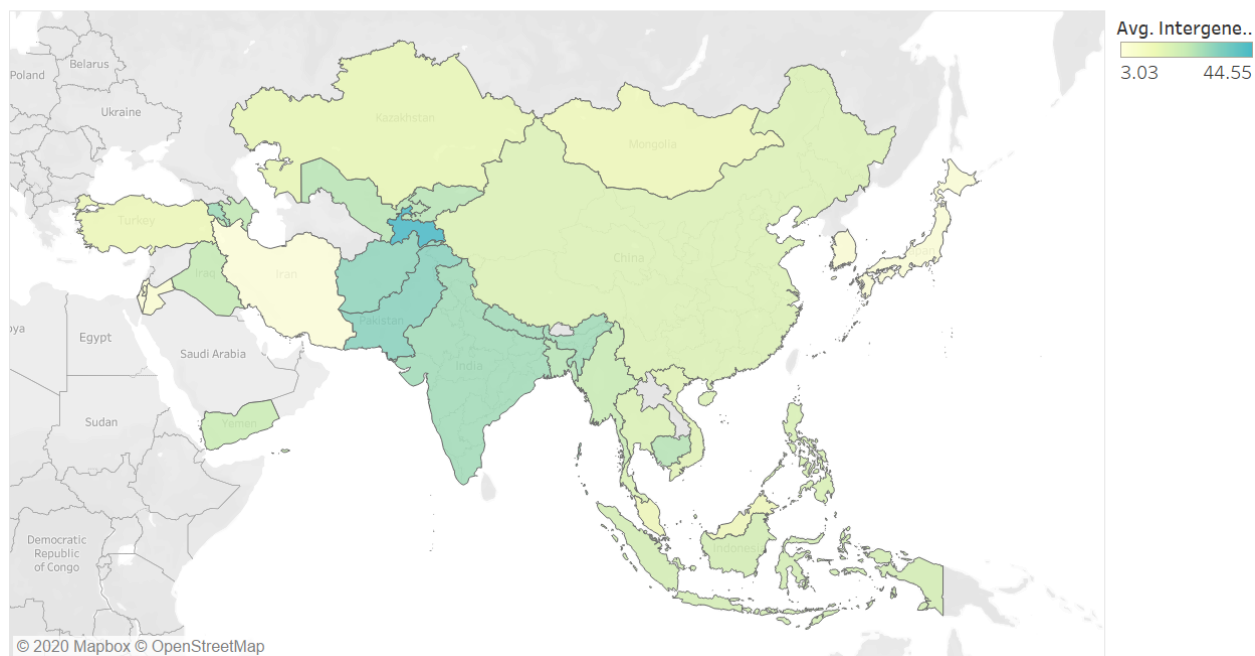 Avg. Intergene..
3.03 44.55
Poland
Belarus
Ukraine
Kazakhstan
Mongolia
Turkey
China
Iraq
Iran
Egypt
Pakistan
Saudi Arabia
India
Sudan
Yemen
Democratic
Republic
of Congo
Indonesia
© 2020 Mapbox © OpenStreetMap